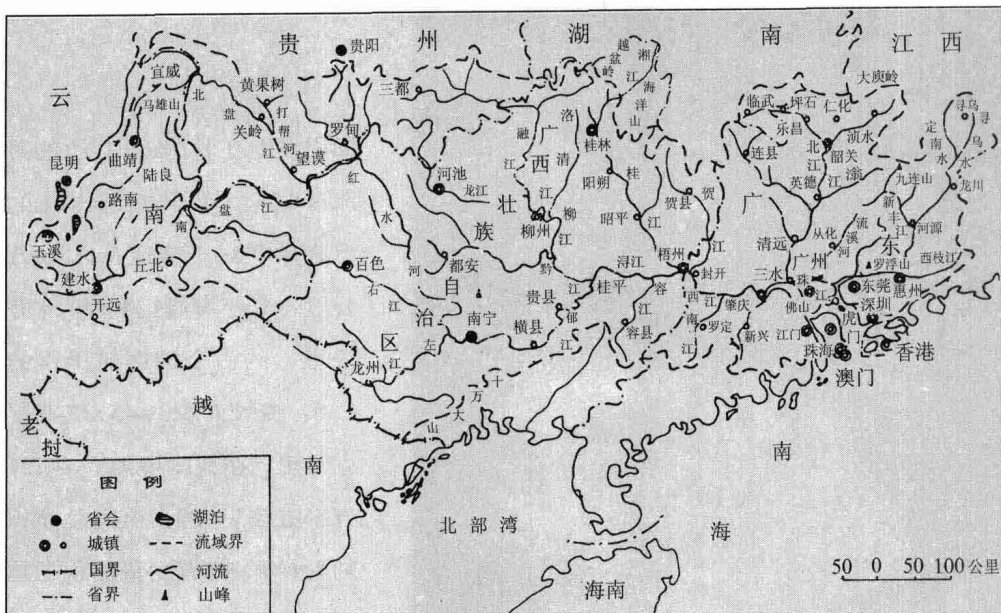 贵州
湖南
江西
云南
广西壮族自治区
广东
贵阳
宣威
马雄山
黄果树
关岭
北盘江
打帮河
罗甸
望谟
三都
曲靖
昆明
陆良
路南
玉溪
建水
开远
丘北
南盘江
红水河
百色
右江
河池
龙江
都安
融江
洛清江
柳江
柳州
黔江
桂林
阳朔
桂江
昭平
越盆岭
湘江
海洋山
贺县
贺江
梧州
封开
浔江
桂平
贵县
郁江
横县
南宁
左江
龙州
十万大山
容江
容县
西江
南江
罗定
新兴
肇庆
三水
临武
坪石
仁化
大庾岭
乐昌
浈水
北江
韶关
连县
英德
滃江
清远
从化
流溪河
广州
珠江
佛山
江门
珠海
虎门
澳门
香港
深圳
东莞
惠州
罗浮山
西枝江
河源
新丰江
九连山
龙川
定南水
寻乌
寻乌水
越南
老挝
北部湾
海南
南海
图例
省会
湖泊
城镇
流域界
国界
河流
省界
山峰
50 0 50 100公里